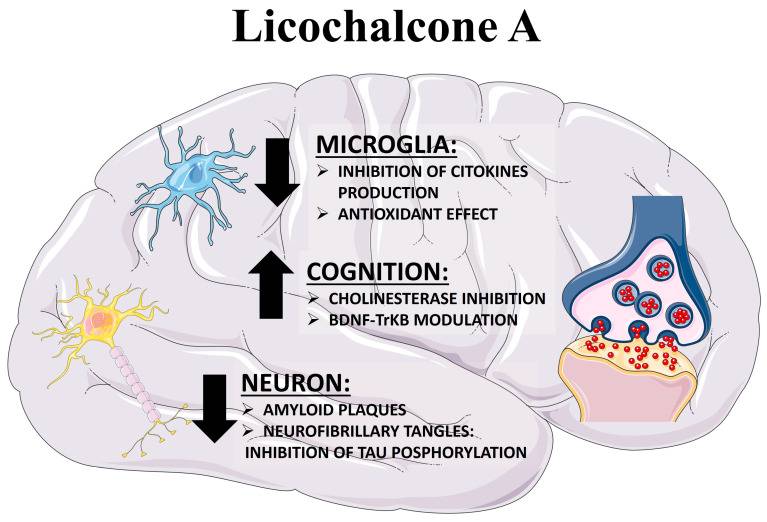 Licochalcone A
MICROGLIA:
➢ INHIBITION OF CITOKINES
PRODUCTION
➢ ANTIOXIDANT EFFECT
COGNITION:
➢ CHOLINESTERASE INHIBITION
➢ BDNF-TrKB MODULATION
NEURON:
➢ AMYLOID PLAQUES
➢ NEUROFIBRILLARY TANGLES:
INHIBITION OF TAU POSPHORYLATION